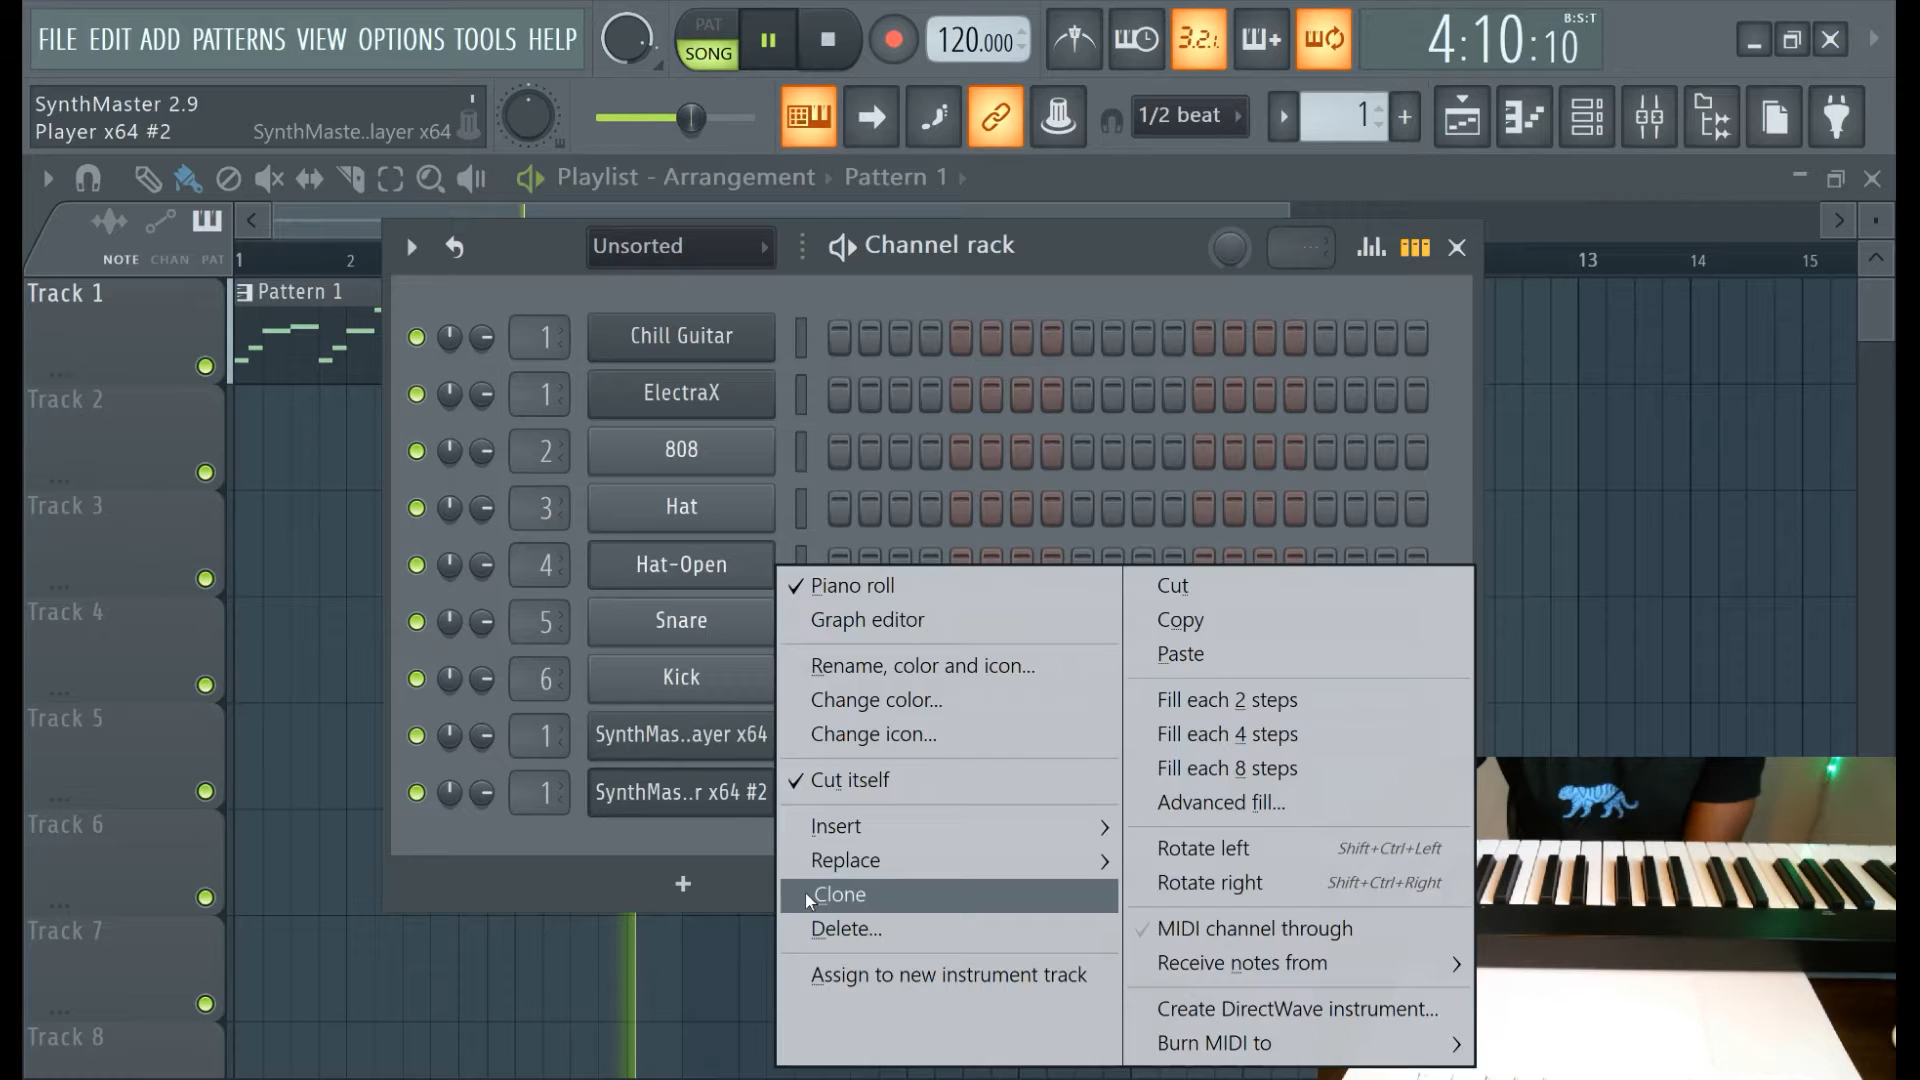 FILE EDIT ADD PATTERNS VIEW OPTIONS TOOLS HELP
PAT
SONG
120.000
3.2.1
B:S:T
4:10:10
SynthMaster 2.9
Player x64 #2
SynthMaste..layer x64
1/2 beat
1
Playlist - Arrangement
Pattern 1
NOTE CHAN PAT
1
2
13
14
15
Unsorted
Channel rack
Track 1
Pattern 1
Track 2
Track 3
Track 4
Track 5
Track 6
Track 7
Track 8
1
Chill Guitar
1
ElectraX
2
808
3
Hat
4
Hat-Open
5
Snare
6
Kick
1
SynthMas..ayer x64
1
SynthMas..r x64 #2
+
Piano roll
Graph editor
Rename, color and icon...
Change color...
Change icon...
Cut itself
Insert
Replace
Clone
Delete...
Assign to new instrument track
Cut
Copy
Paste
Fill each 2 steps
Fill each 4 steps
Fill each 8 steps
Advanced fill...
Rotate left Shift+Ctrl+Left
Rotate right Shift+Ctrl+Right
MIDI channel through
Receive notes from
Create DirectWave instrument...
Burn MIDI to